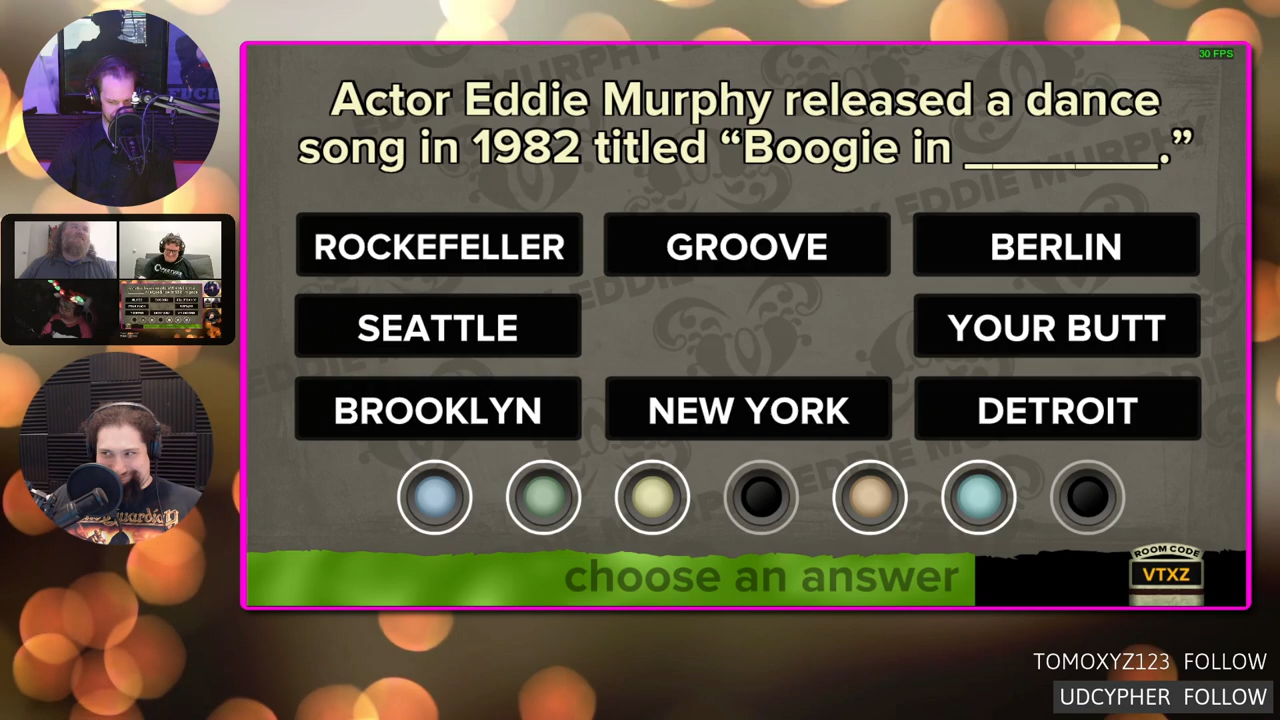 30 FPS
Actor Eddie Murphy released a dance
song in 1982 titled “Boogie in ________.”
ROCKEFELLER
GROOVE
BERLIN
SEATTLE
YOUR BUTT
BROOKLYN
NEW YORK
DETROIT
choose an answer
ROOM CODE
VTXZ
TOMOXYZ123 FOLLOW
UDCYPHER FOLLOW